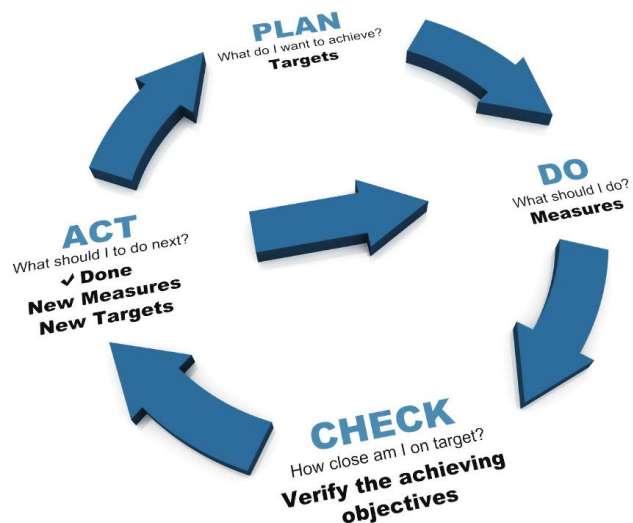 PLAN
What do I want to achieve?
Targets
DO
What should I do?
Measures
CHECK
How close am I on target?
Verify the achieving
objectives
ACT
What should I to do next?
✓ Done
New Measures
New Targets